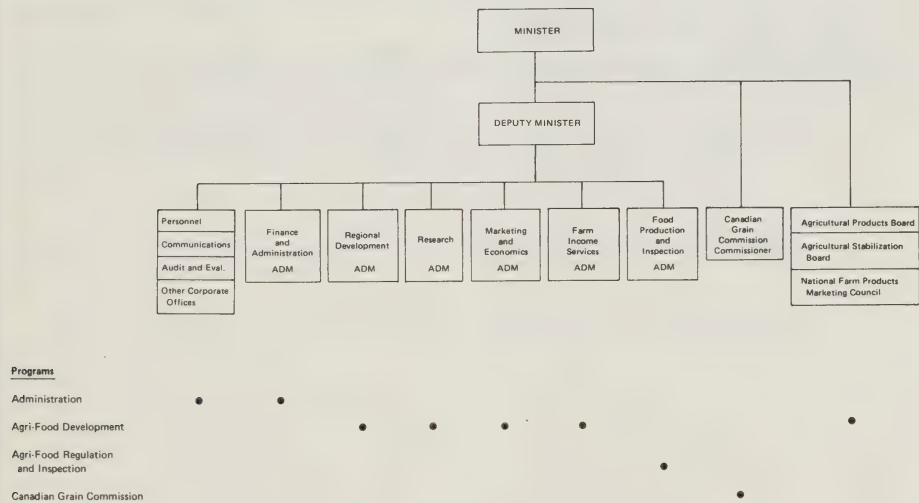 MINISTER
DEPUTY MINISTER
Personnel
Communications
Audit and Eval.
Other Corporate
Offices
Finance
and
Administration
ADM
Regional
Development
ADM
Research
ADM
Marketing
and
Economics
ADM
Farm
Income
Services
ADM
Food
Production
and
Inspection
ADM
Canadian
Grain
Commission
Commissioner
Agricultural Products Board
Agricultural Stabilization
Board
National Farm Products
Marketing Council
Programs
Administration
Agri-Food Development
Agri-Food Regulation
and Inspection
Canadian Grain Commission